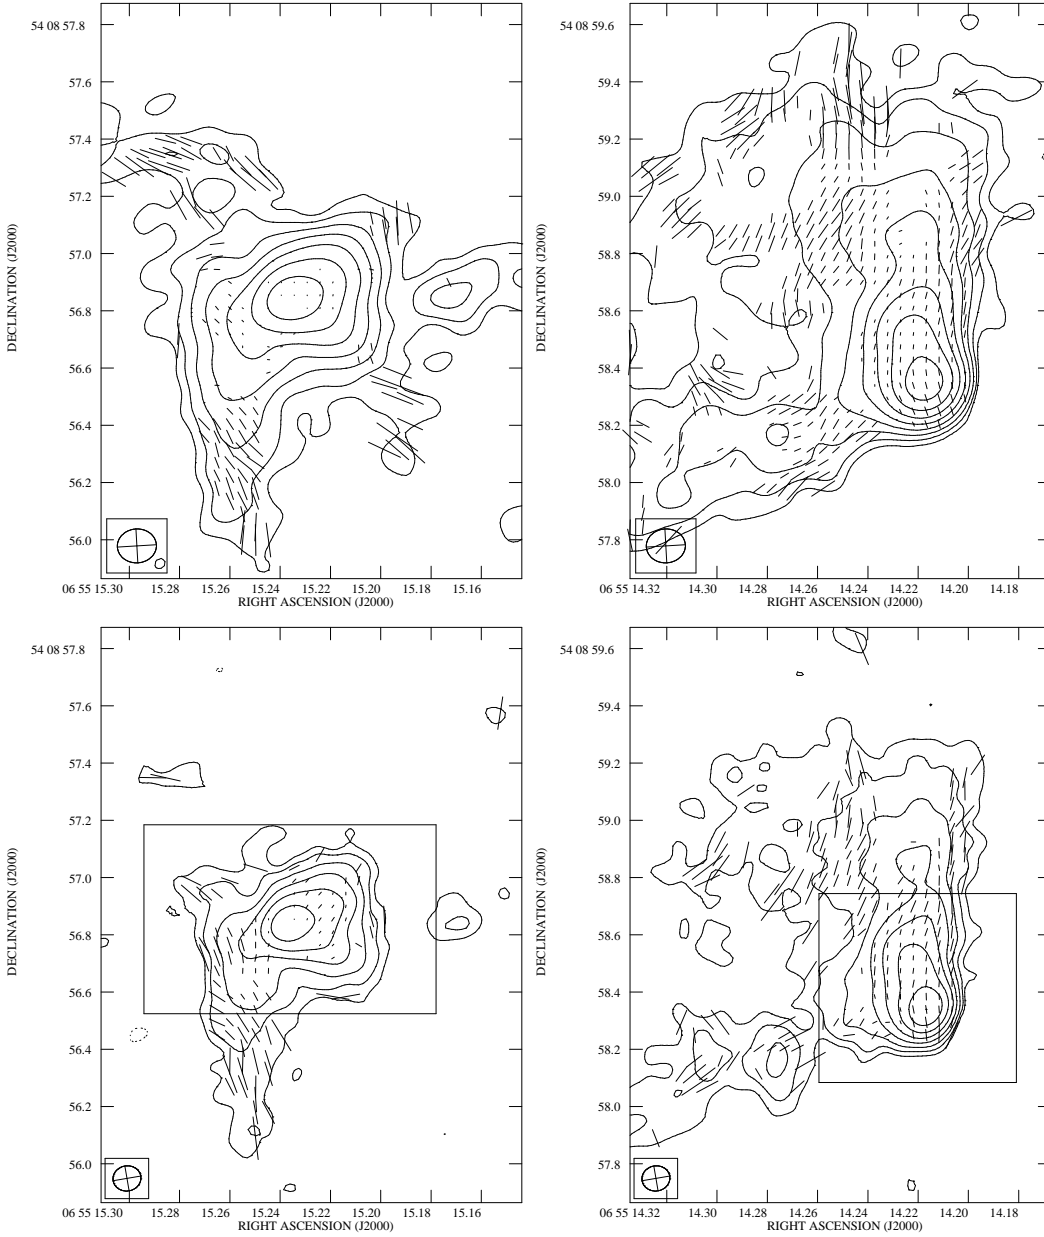 54 08 57.8
57.6
57.4
57.2
57.0
56.8
56.6
56.4
56.2
56.0
DECLINATION (J2000)
06 55 15.30 15.28 15.26 15.24 15.22 15.20 15.18 15.16
RIGHT ASCENSION (J2000)
54 08 59.6
59.4
59.2
59.0
58.8
58.6
58.4
58.2
58.0
57.8
DECLINATION (J2000)
06 55 14.32 14.30 14.28 14.26 14.24 14.22 14.20 14.18
RIGHT ASCENSION (J2000)
54 08 57.8
57.6
57.4
57.2
57.0
56.8
56.6
56.4
56.2
56.0
DECLINATION (J2000)
06 55 15.30 15.28 15.26 15.24 15.22 15.20 15.18 15.16
RIGHT ASCENSION (J2000)
54 08 59.6
59.4
59.2
59.0
58.8
58.6
58.4
58.2
58.0
57.8
DECLINATION (J2000)
06 55 14.32 14.30 14.28 14.26 14.24 14.22 14.20 14.18
RIGHT ASCENSION (J2000)